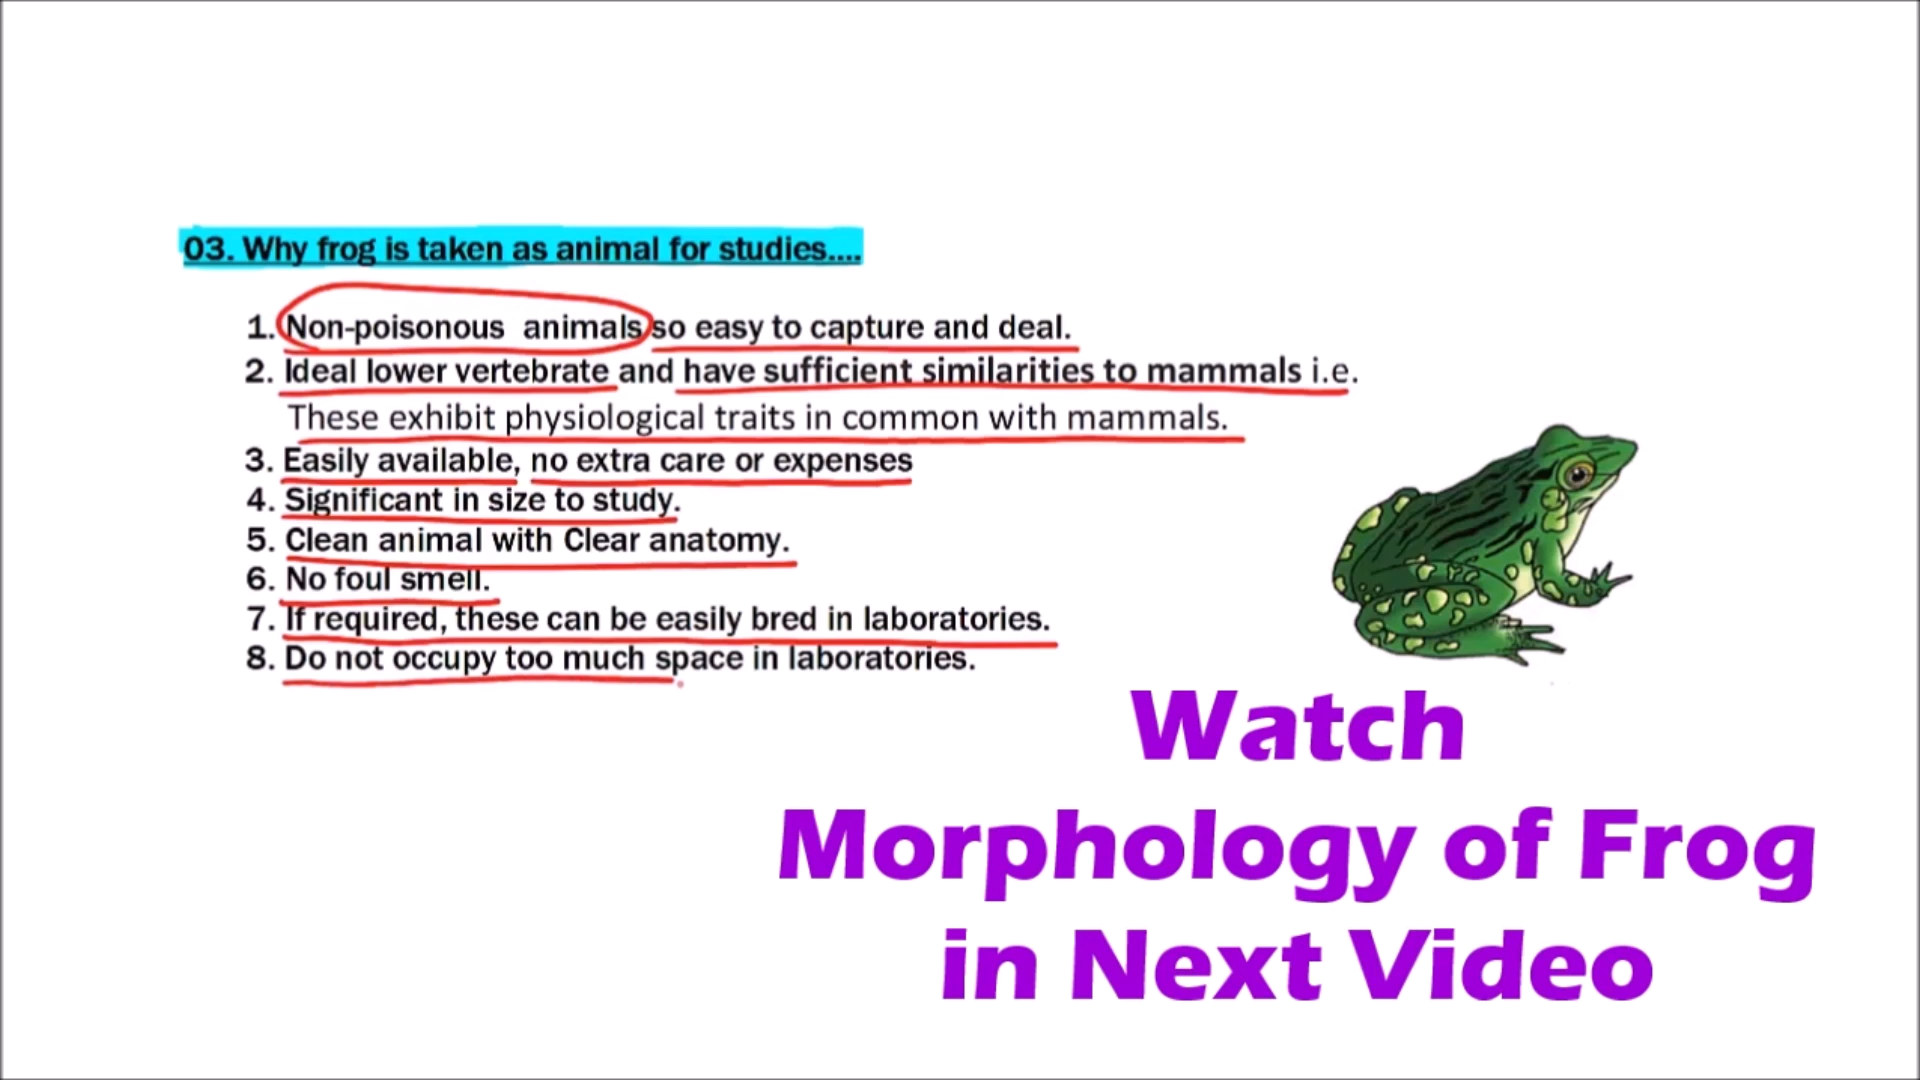 03. Why frog is taken as animal for studies....
1. Non-poisonous animals so easy to capture and deal.
2. Ideal lower vertebrate and have sufficient similarities to mammals i.e.
These exhibit physiological traits in common with mammals.
3. Easily available, no extra care or expenses
4. Significant in size to study.
5. Clean animal with Clear anatomy.
6. No foul smell.
7. If required, these can be easily bred in laboratories.
8. Do not occupy too much space in laboratories.
Watch
Morphology of Frog
in Next Video